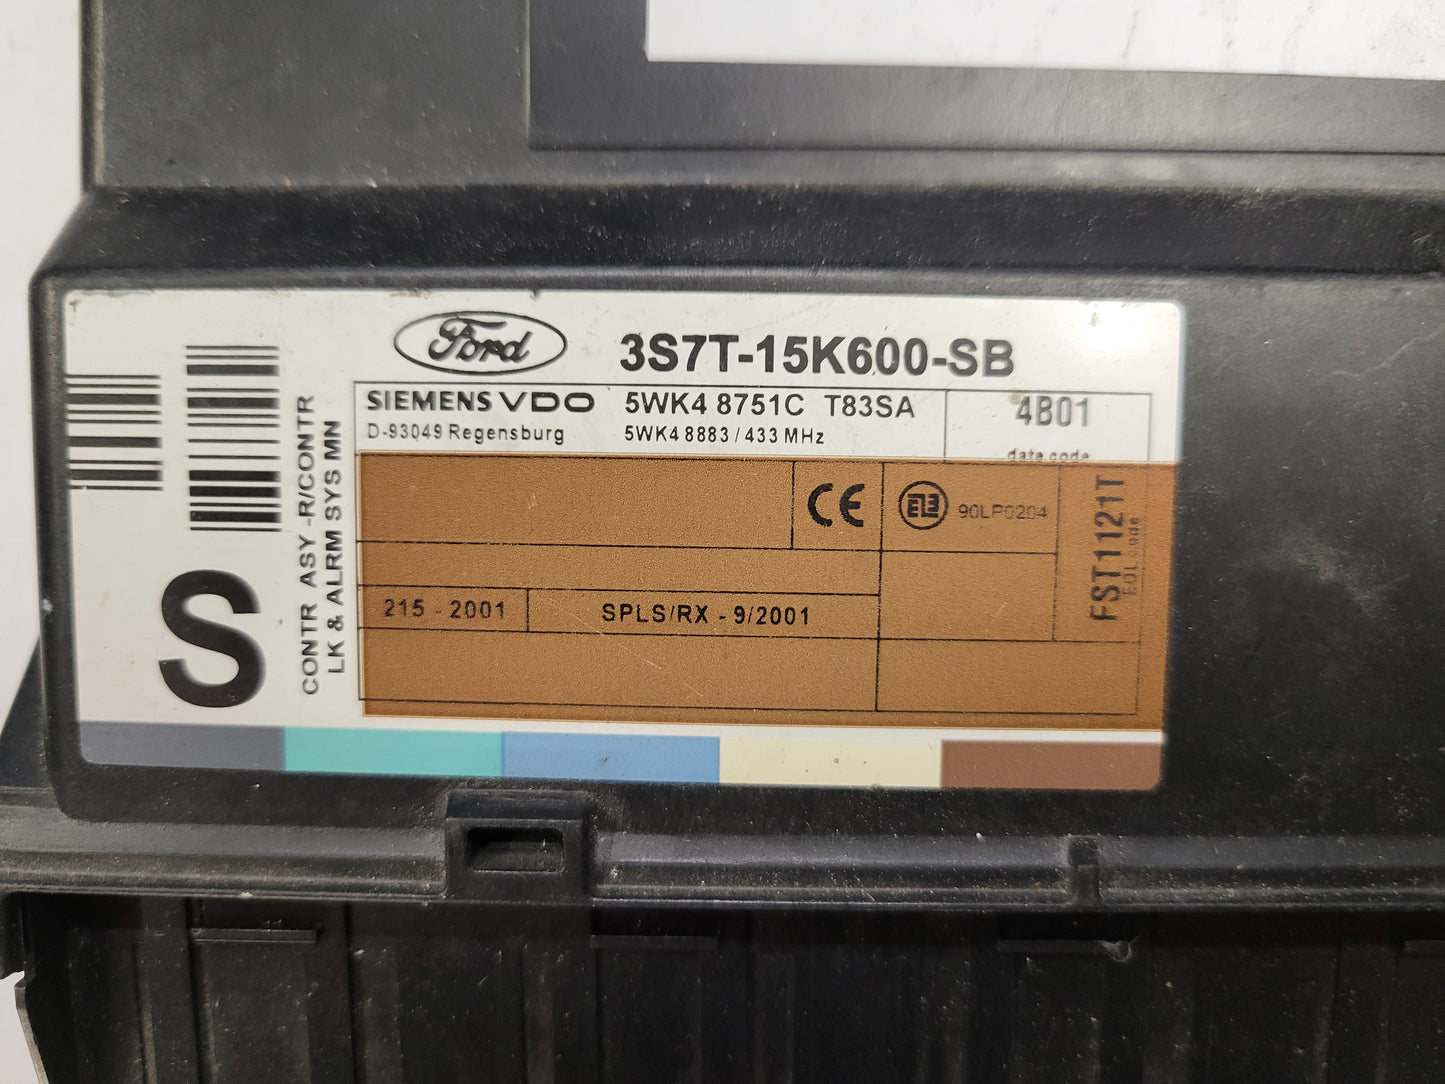 Ford
3S7T-15K600-SB
SIEMENS VDO
D-93049 Regensburg
5WK4 8751C T83SA
5WK4 8883 / 433 MHz
4B01
date code
CE
90LP0204
FST1121T
EOL code
215 - 2001
SPLS/RX - 9/2001
CONTR ASY -R/CONTR
LK & ALRM SYS MN
S